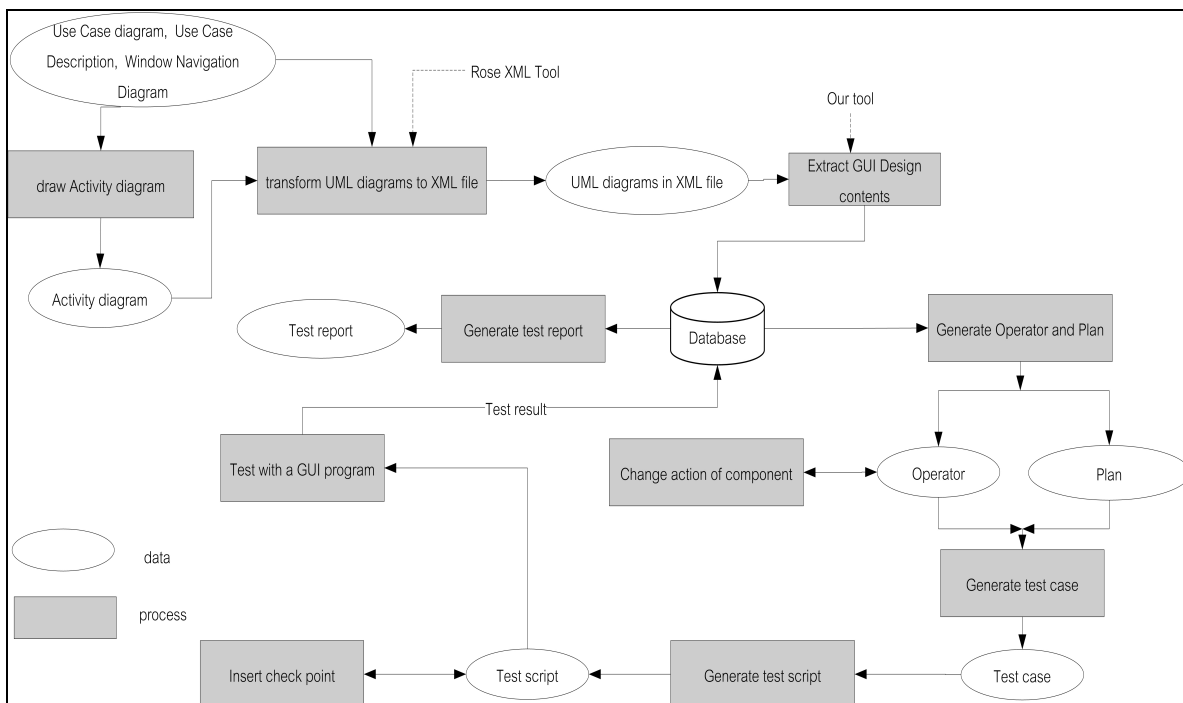 Use Case diagram, Use Case
Description, Window Navigation
Diagram
Rose XML Tool
Our tool
draw Activity diagram
transform UML diagrams to XML file
UML diagrams in XML file
Extract GUI Design
contents
Activity diagram
Test report
Generate test report
Database
Generate Operator and Plan
Test result
Test with a GUI program
Change action of component
Operator
Plan
data
Generate test case
process
Insert check point
Test script
Generate test script
Test case